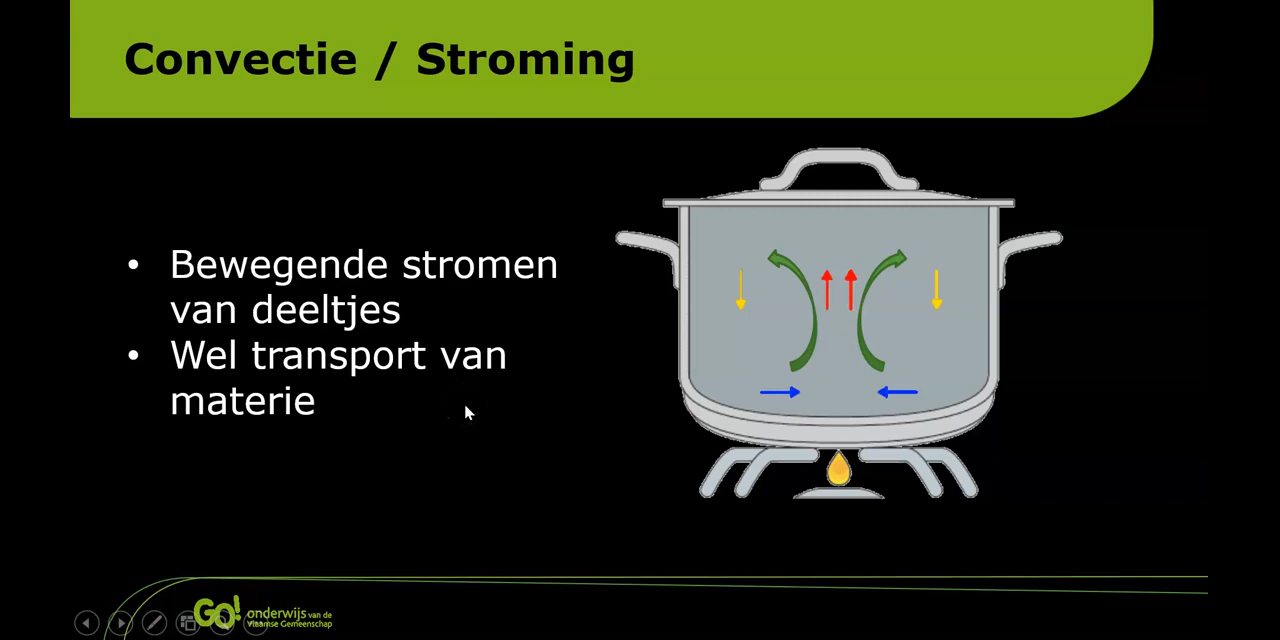 Convectie / Stroming
• Bewegende stromen
van deeltjes
• Wel transport van
materie
GO! onderwijs van de
Vlaamse Gemeenschap